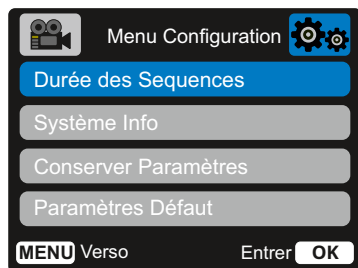 Menu Configuration
Durée des Sequences
Système Info
Conserver Paramètres
Paramètres Défaut
MENU Verso Entrer OK